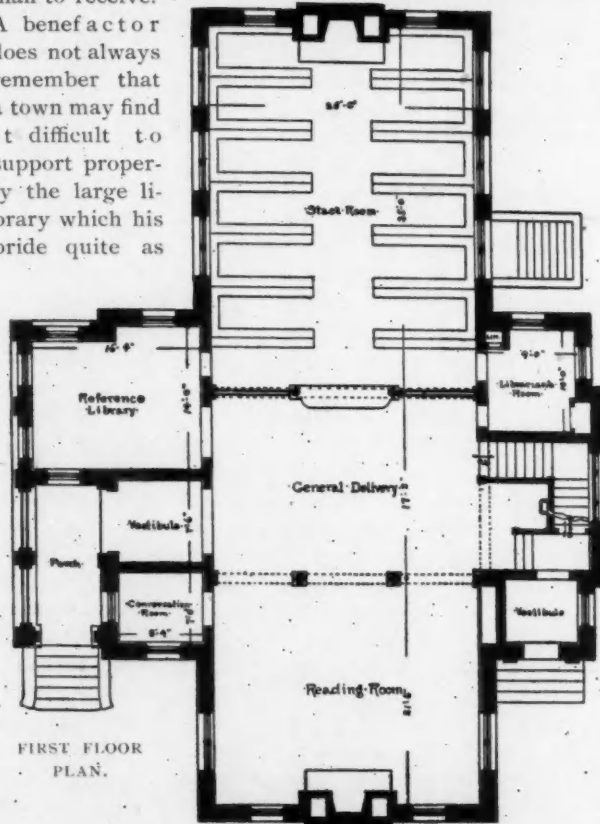 man to receive.
A benefactor
does not always
remember that
a town may find
t difficult to
support proper-
y the large li-
brary which his
pride quite as
Stack Room
Reference
Library
Librarian's
Room
General Delivery
Vestibule
Porch
Conversation
Room
8'-4"
Vestibule
Reading Room
FIRST FLOOR
PLAN.